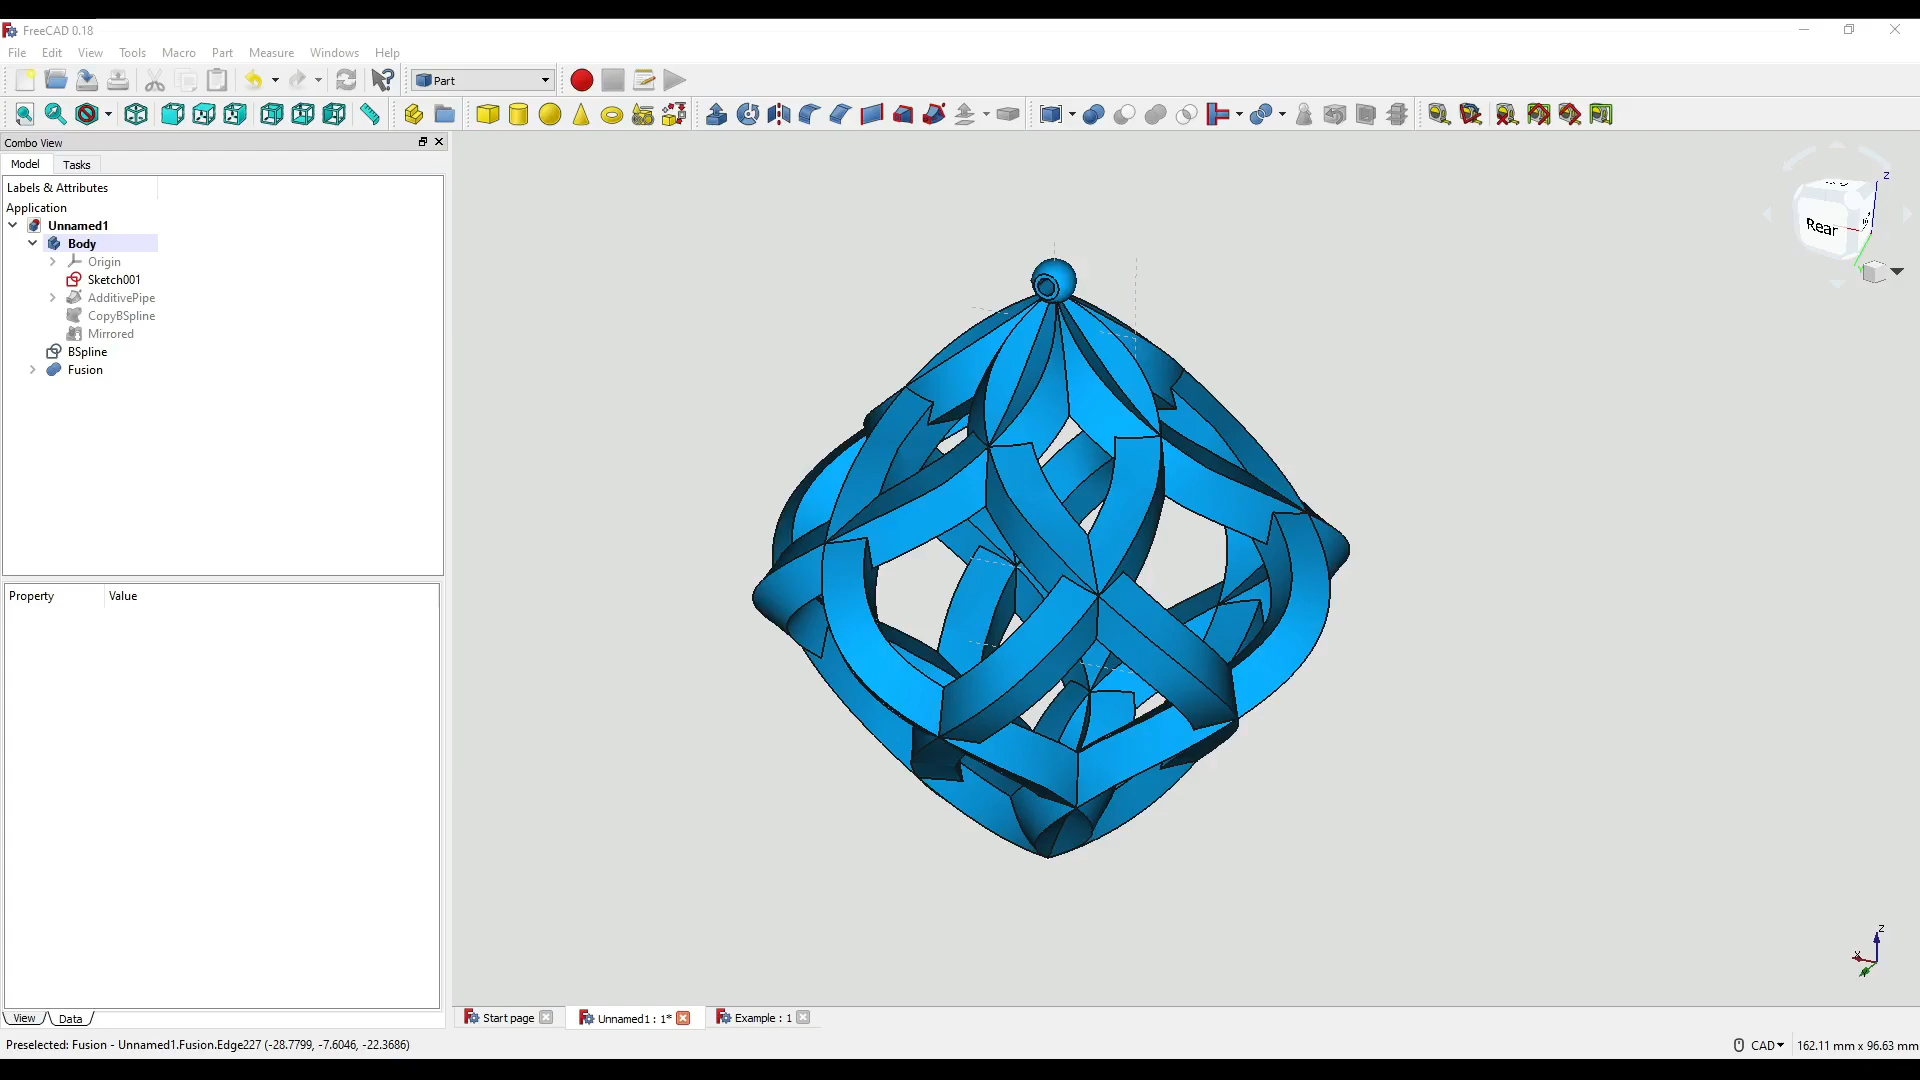 FreeCAD 0.18
File Edit View Tools Macro Part Measure Windows Help
Part
Combo View
Model Tasks
Labels & Attributes
Application
Unnamed1
Body
Origin
Sketch001
AdditivePipe
CopyBSpline
Mirrored
BSpline
Fusion
Z
Rear
Property Value
Z
View Data
Start page Unnamed1 : 1* Example : 1
Preselected: Fusion - Unnamed1.Fusion.Edge227 (-28.7799, -7.6046, -22.3686)
CAD 162.11 mm x 96.63 mm